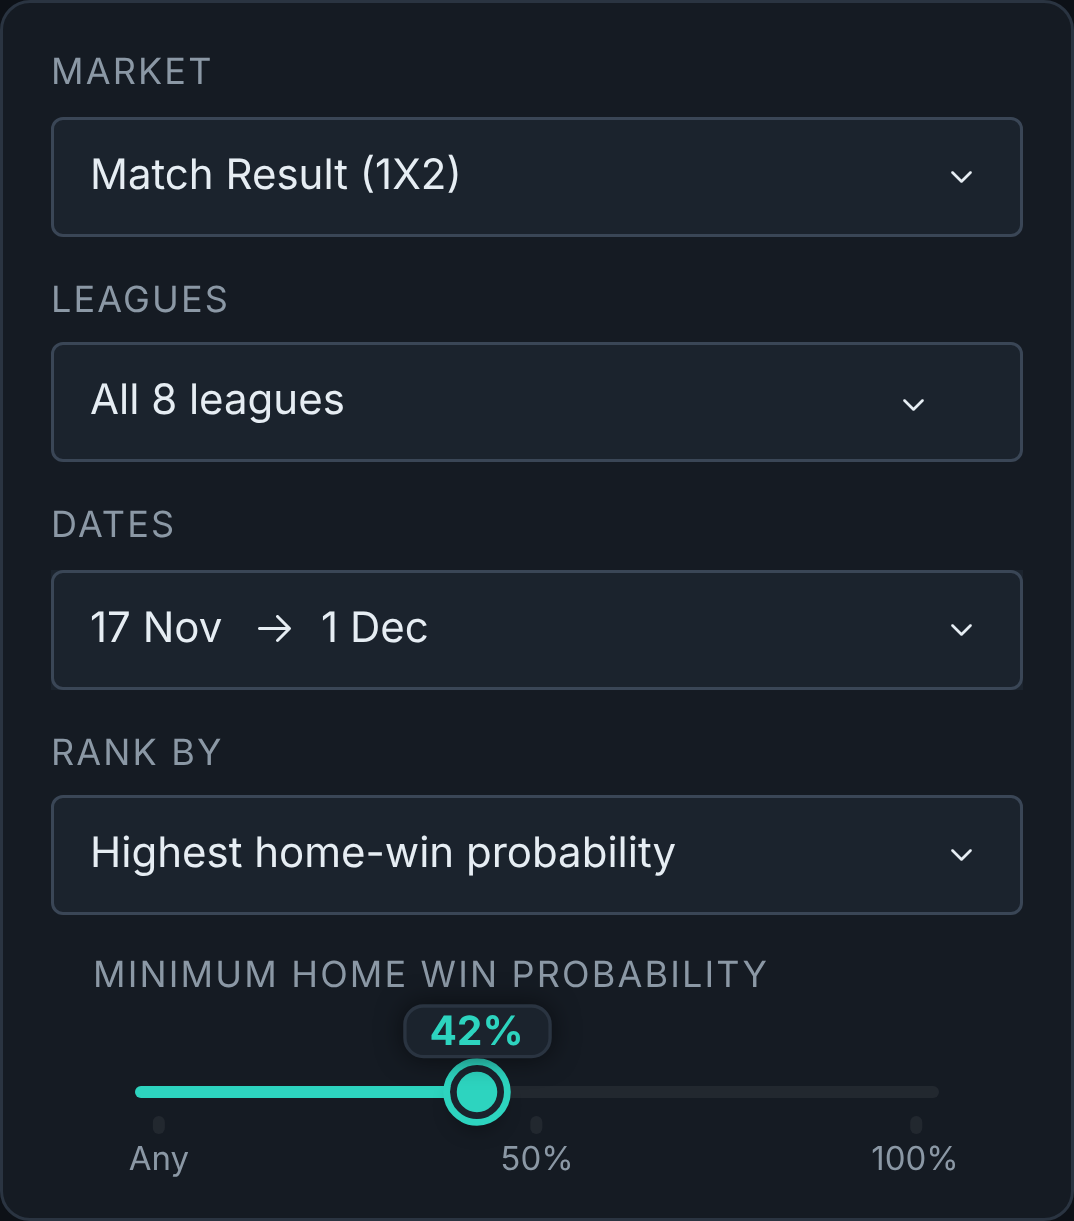 MARKET
Match Result (1X2)
LEAGUES
All 8 leagues
DATES
17 Nov → 1 Dec
RANK BY
Highest home-win probability
MINIMUM HOME WIN PROBABILITY
42%
Any 50% 100%